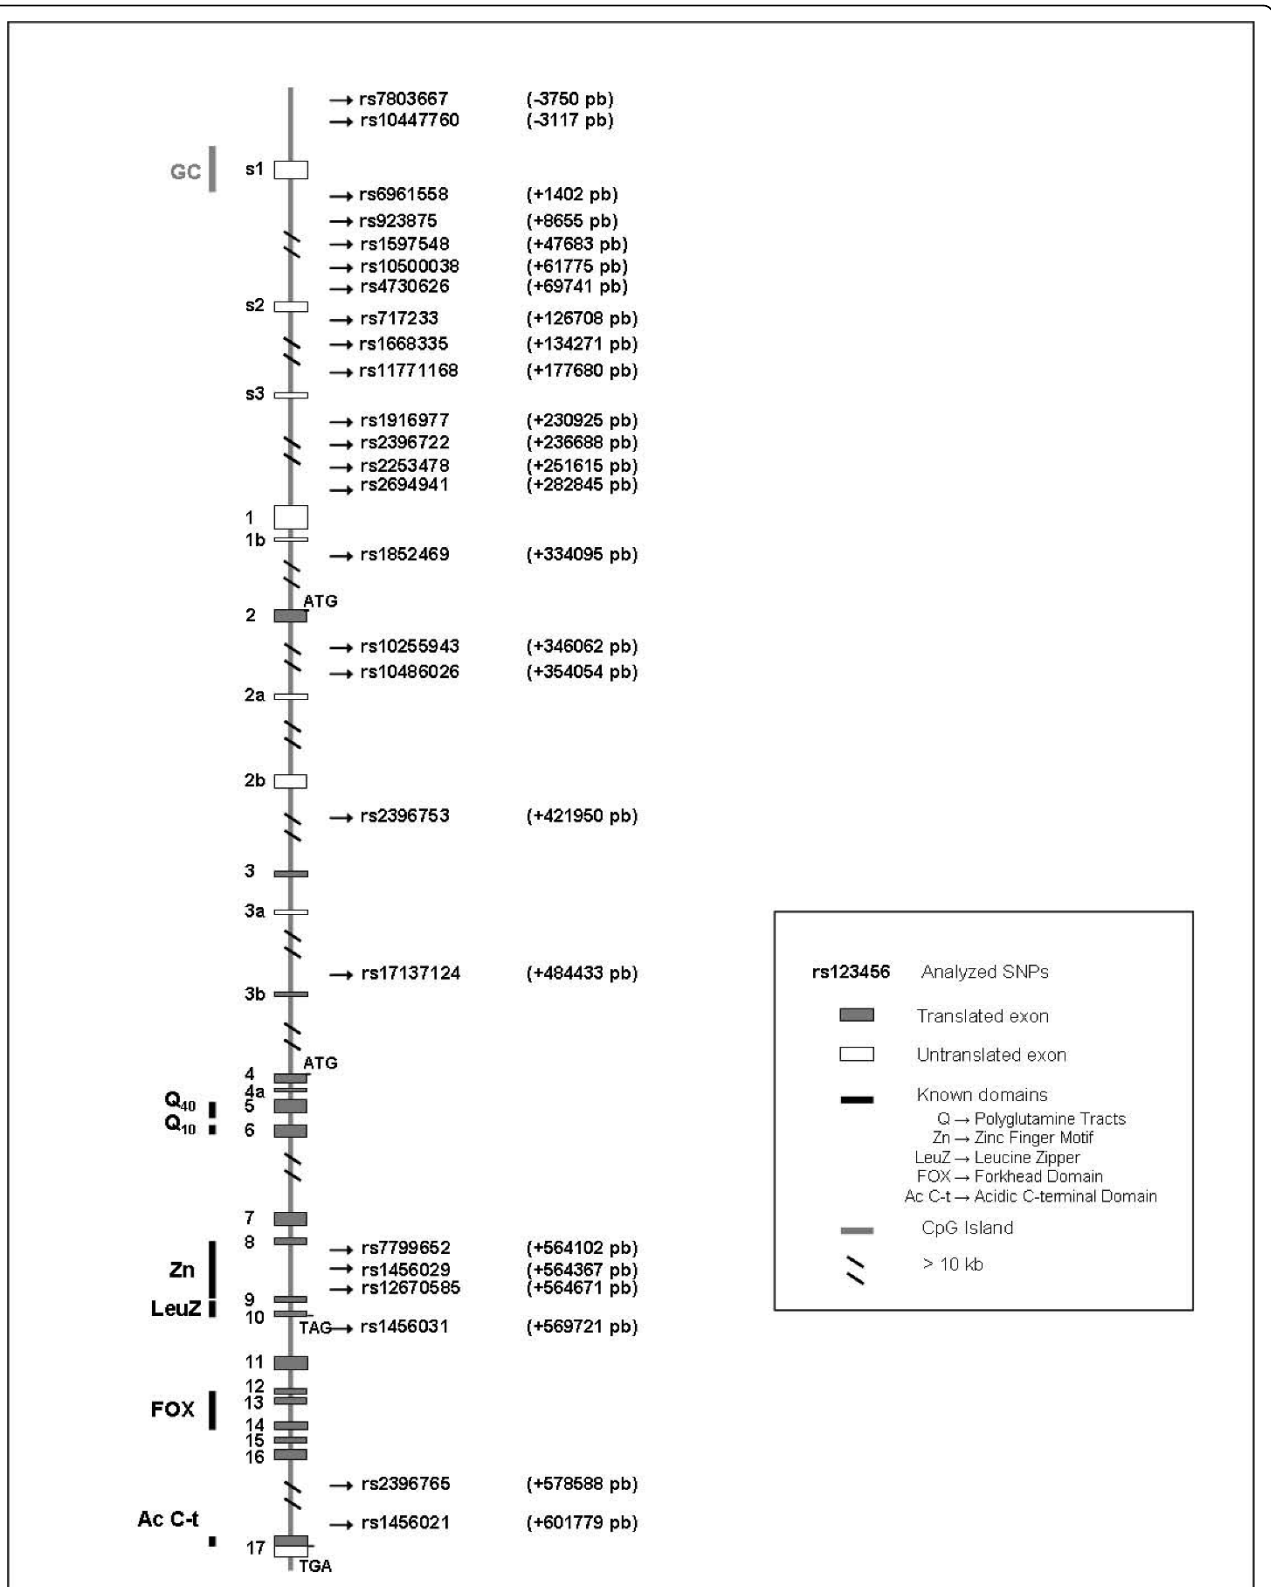 rs7803667 (-3750 pb)
rs10447760 (-3117 pb)
GC
s1
rs6961558 (+1402 pb)
rs923875 (+8655 pb)
rs1597548 (+47683 pb)
rs10500038 (+61775 pb)
rs4730626 (+69741 pb)
s2
rs717233 (+126708 pb)
rs1668335 (+134271 pb)
rs11771168 (+177680 pb)
s3
rs1916977 (+230925 pb)
rs2396722 (+236688 pb)
rs2253478 (+251615 pb)
rs2694941 (+282845 pb)
1
1b
rs1852469 (+334095 pb)
ATG
2
rs10255943 (+346062 pb)
rs10486026 (+354054 pb)
2a
2b
rs2396753 (+421950 pb)
3
3a
rs17137124 (+484433 pb)
3b
ATG
4
4a
Q40
5
Q10
6
7
8
rs7799652 (+564102 pb)
Zn
rs1456029 (+564367 pb)
rs12670585 (+564671 pb)
9
LeuZ
10
TAG
rs1456031 (+569721 pb)
11
12
13
FOX
14
15
16
rs2396765 (+578588 pb)
Ac C-t
rs1456021 (+601779 pb)
17
TGA
rs123456 Analyzed SNPs
Translated exon
Untranslated exon
Known domains
Q → Polyglutamine Tracts
Zn → Zinc Finger Motif
LeuZ → Leucine Zipper
FOX → Forkhead Domain
Ac C-t → Acidic C-terminal Domain
CpG Island
> 10 kb